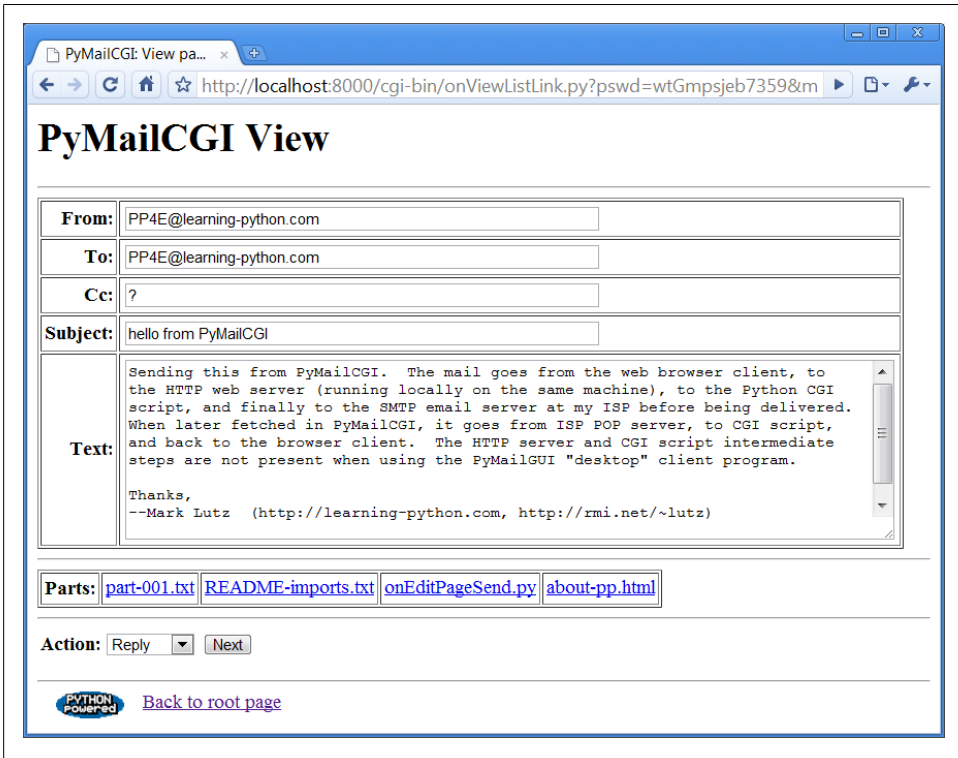 PyMailCGI: View pa...
http://localhost:8000/cgi-bin/onViewListLink.py?pswd=wtGmpsjeb7359&m
PyMailCGI View
From: PP4E@learning-python.com
To: PP4E@learning-python.com
Cc: ?
Subject: hello from PyMailCGI
Text:
Sending this from PyMailCGI.  The mail goes from the web browser client, to
the HTTP web server (running locally on the same machine), to the Python CGI
script, and finally to the SMTP email server at my ISP before being delivered.
When later fetched in PyMailCGI, it goes from ISP POP server, to CGI script,
and back to the browser client.  The HTTP server and CGI script intermediate
steps are not present when using the PyMailGUI "desktop" client program.
Thanks,
--Mark Lutz  (http://learning-python.com, http://rmi.net/~lutz)
Parts: part-001.txt README-imports.txt onEditPageSend.py about-pp.html
Action: Reply Next
PYTHON
Powered
Back to root page